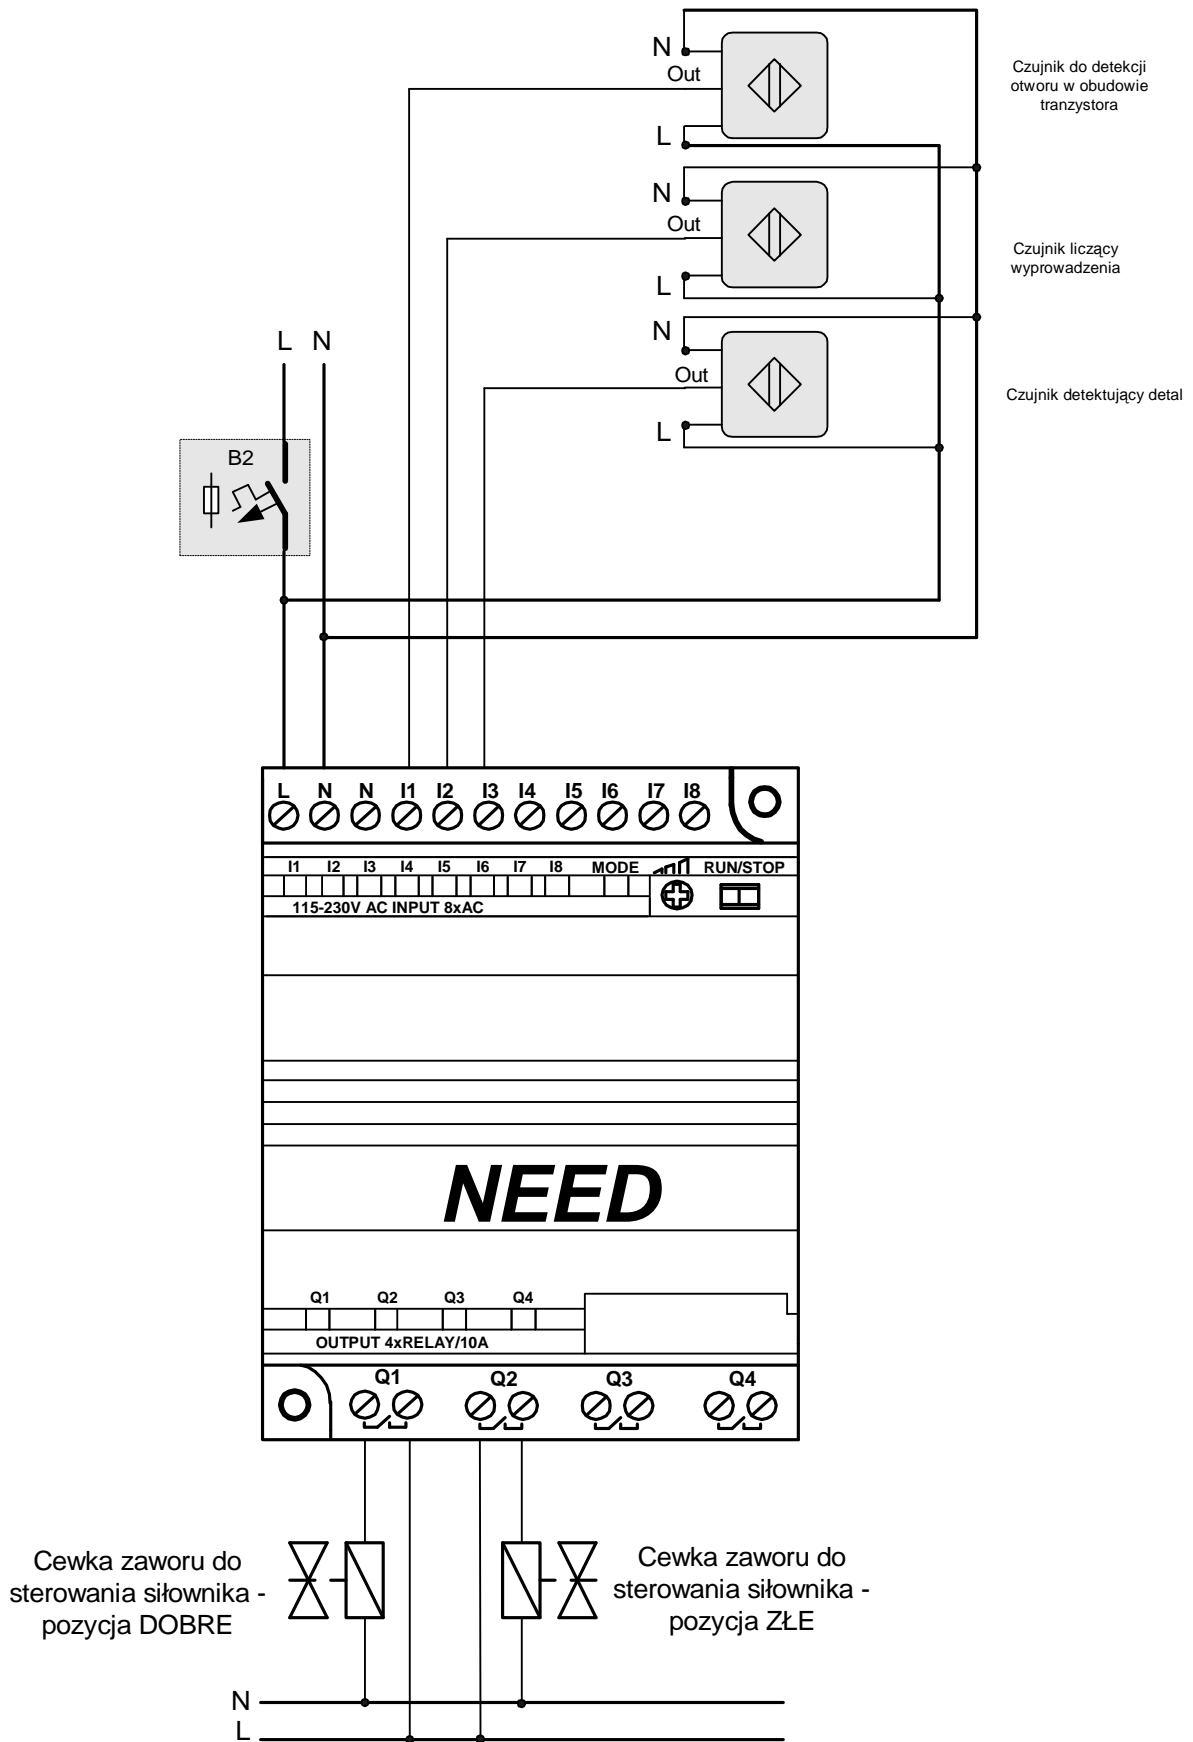 N
Out
L
Czujnik do detekcji
otworu w obudowie
tranzystora
N
Out
L
Czujnik liczący
wyprowadzenia
N
Out
L
Czujnik detektujący detal
L N
B2
L N N I1 I2 I3 I4 I5 I6 I7 I8
I1 I2 I3 I4 I5 I6 I7 I8 MODE RUN/STOP
115-230V AC INPUT 8xAC
NEED
Q1 Q2 Q3 Q4
OUTPUT 4xRELAY/10A
Q1 Q2 Q3 Q4
Cewka zaworu do
sterowania siłownika -
pozycja DOBRE
Cewka zaworu do
sterowania siłownika -
pozycja ZŁE
N
L